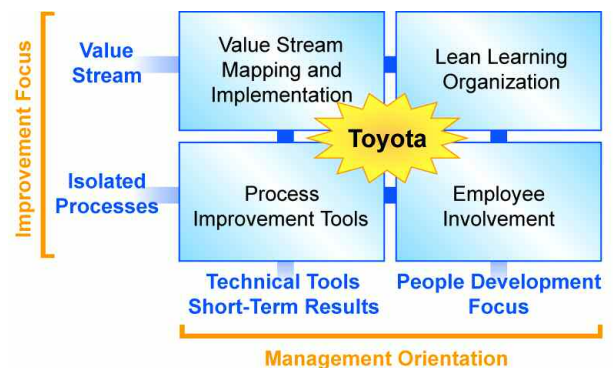 Improvement Focus
Value
Stream
Value Stream
Mapping and
Implementation
Lean Learning
Organization
Toyota
Isolated
Processes
Process
Improvement Tools
Employee
Involvement
Technical Tools
Short-Term Results
People Development
Focus
Management Orientation